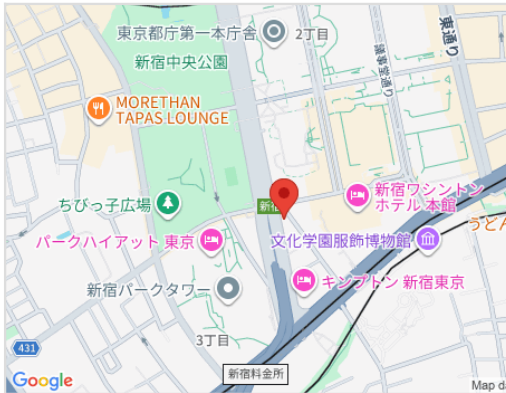 東京都庁第一本庁舎
2丁目
新宿中央公園
議事堂通り
東通り
MORETHAN
TAPAS LOUNGE
ちびっ子広場
新宿
新宿ワシントン
ホテル 本館
うどん
パークハイアット 東京
文化学園服飾博物館
キンプトン 新宿東京
新宿パークタワー
3丁目
431
新宿料金所
Google
Map da